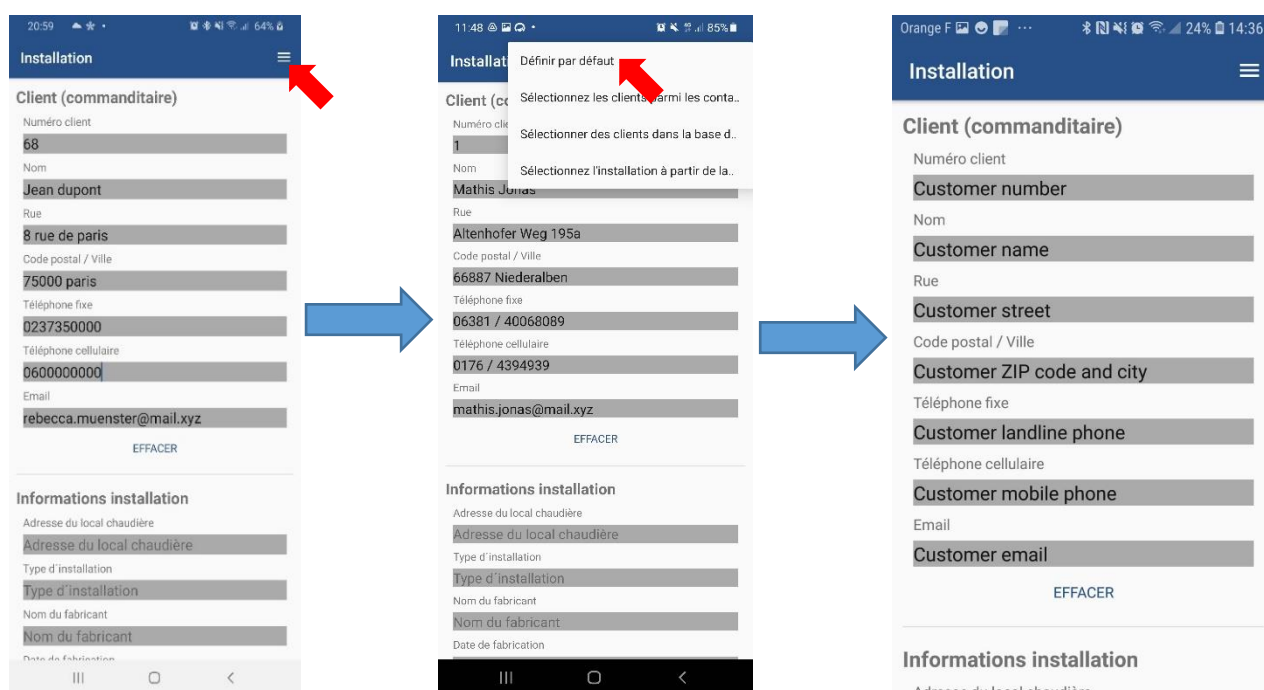 20:59
64%
Installation
Client (commanditaire)
Numéro client
68
Nom
Jean dupont
Rue
8 rue de paris
Code postal / Ville
75000 paris
Téléphone fixe
0237350000
Téléphone cellulaire
0600000000
Email
rebecca.muenster@mail.xyz
EFFACER
Informations installation
Adresse du local chaudière
Adresse du local chaudière
Type d´installation
Type d´installation
Nom du fabricant
Nom du fabricant
Date de fabrication
11:48
85%
Installati
Définir par défaut
Sélectionnez les clients parmi les conta..
Sélectionner des clients dans la base d..
Sélectionnez l'installation à partir de la..
Client (co
Numéro clie
1
Nom
Mathis Jonas
Rue
Altenhofer Weg 195a
Code postal / Ville
66887 Niederalben
Téléphone fixe
06381 / 40068089
Téléphone cellulaire
0176 / 4394939
Email
mathis.jonas@mail.xyz
EFFACER
Informations installation
Adresse du local chaudière
Adresse du local chaudière
Type d´installation
Type d´installation
Nom du fabricant
Nom du fabricant
Date de fabrication
Orange F ... 24% 14:36
Installation
Client (commanditaire)
Numéro client
Customer number
Nom
Customer name
Rue
Customer street
Code postal / Ville
Customer ZIP code and city
Téléphone fixe
Customer landline phone
Téléphone cellulaire
Customer mobile phone
Email
Customer email
EFFACER
Informations installation
Adresse du local chaudière